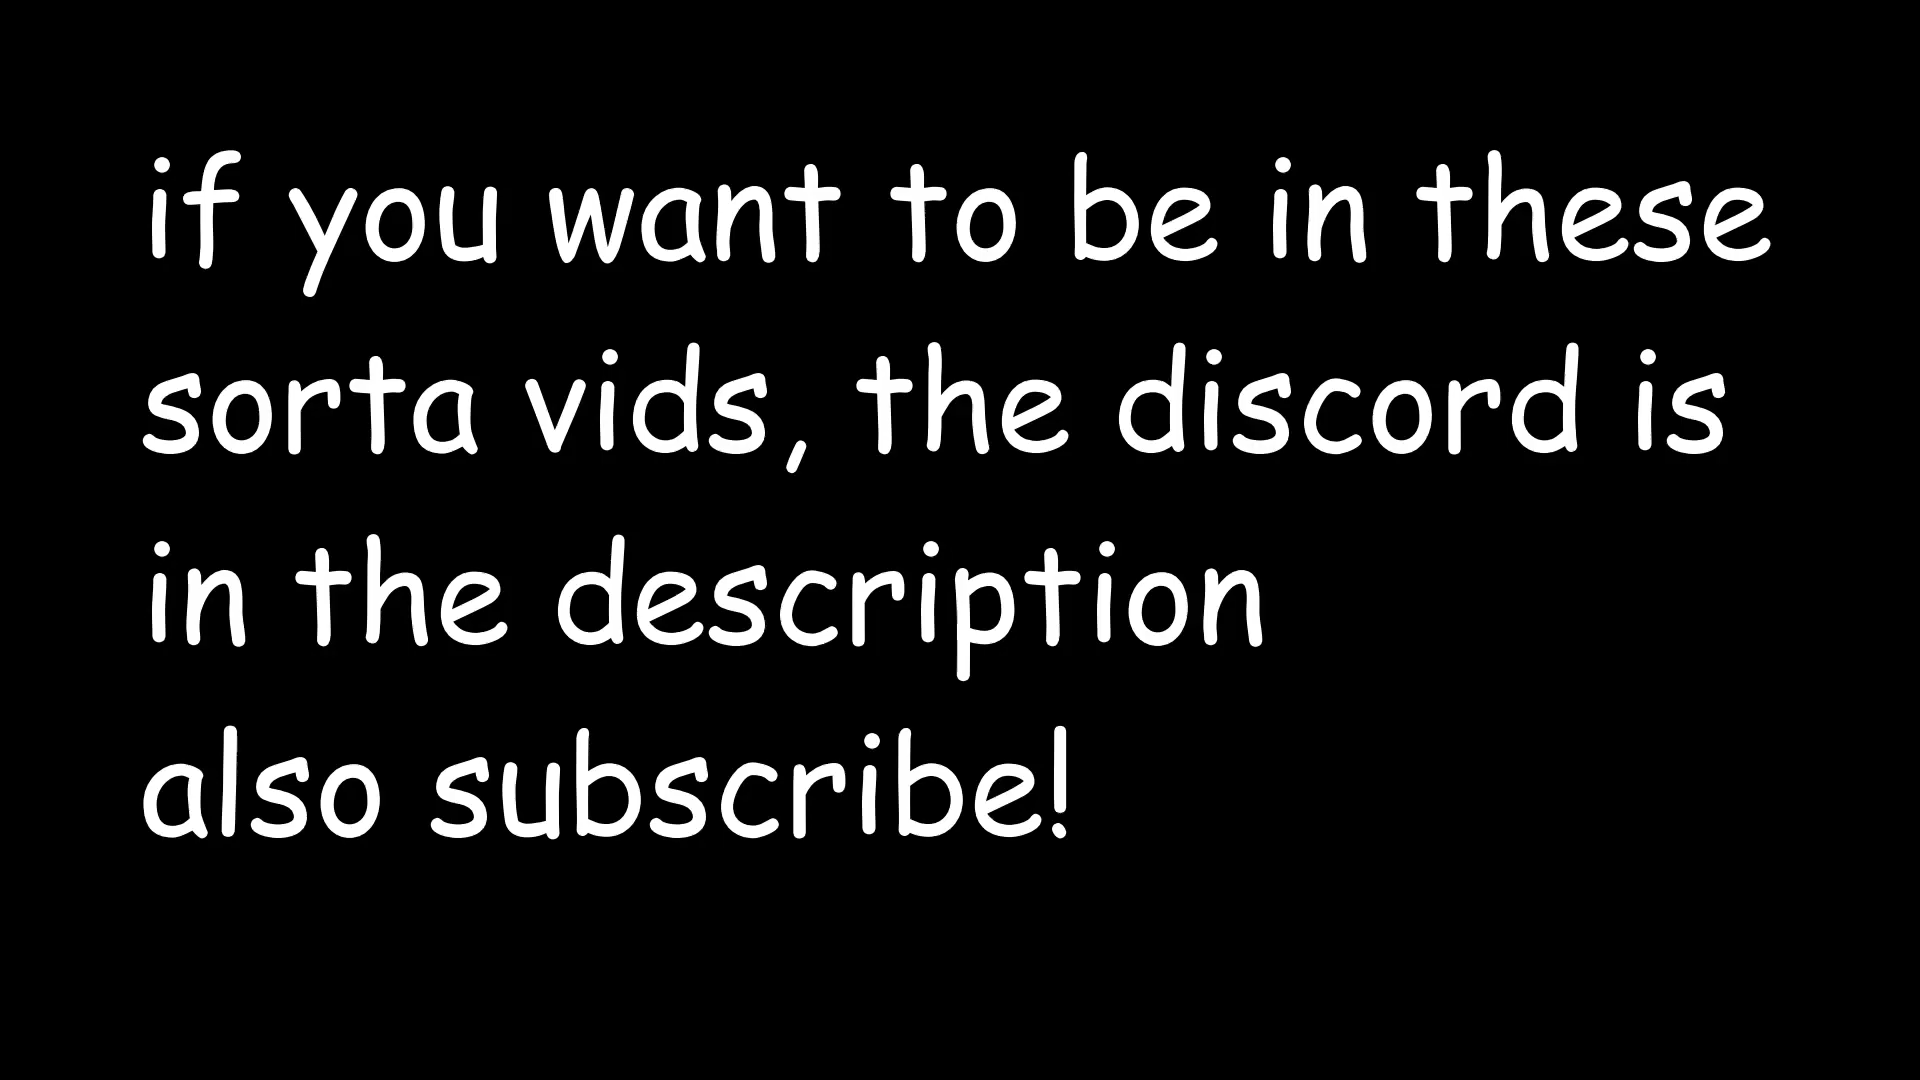 if you want to be in these
sorta vids, the discord is
in the description
also subscribe!